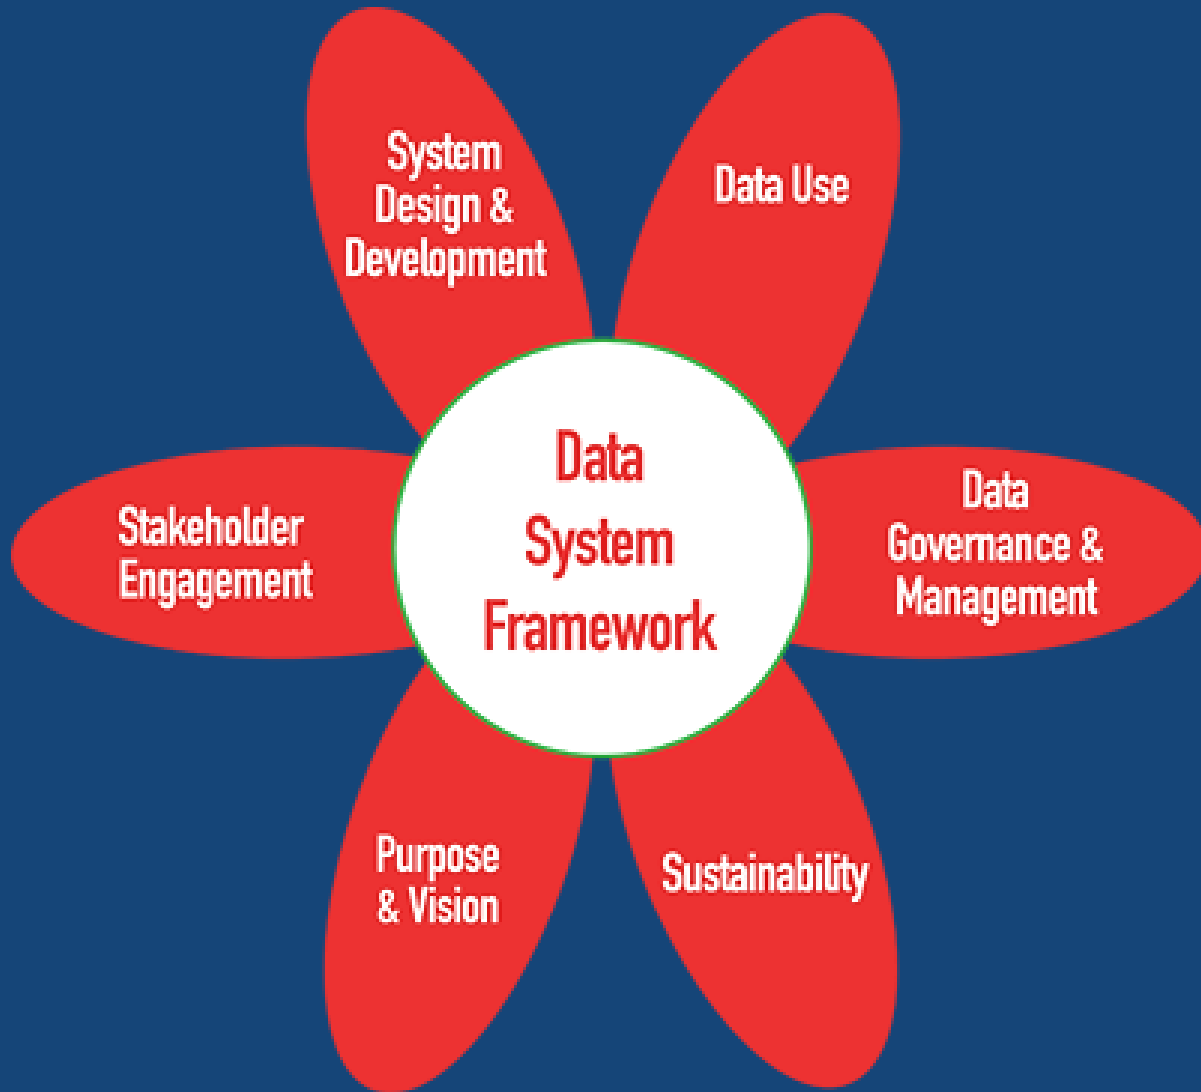 System
Design &
Development
Data Use
Stakeholder
Engagement
Data
System
Framework
Data
Governance &
Management
Purpose
& Vision
Sustainability